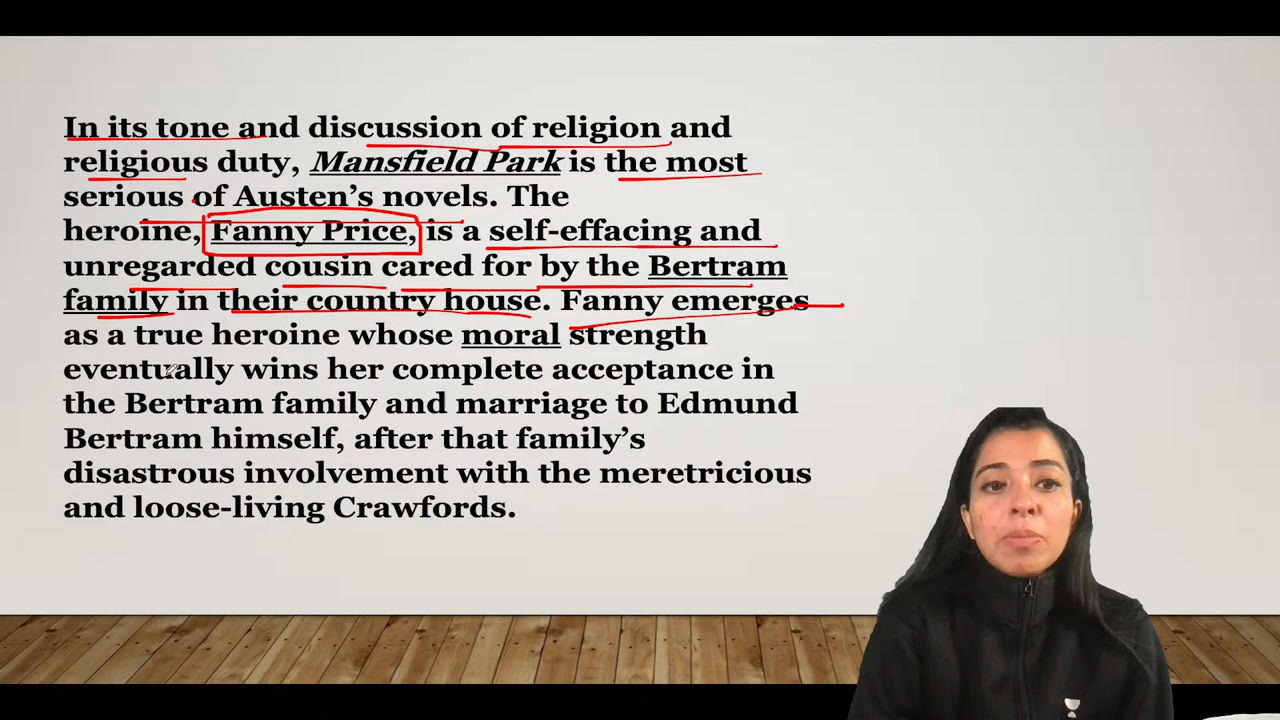 In its tone and discussion of religion and
religious duty, Mansfield Park is the most
serious of Austen's novels. The
heroine, Fanny Price, is a self-effacing and
unregarded cousin cared for by the Bertram
family in their country house. Fanny emerges
as a true heroine whose moral strength
eventually wins her complete acceptance in
the Bertram family and marriage to Edmund
Bertram himself, after that family's
disastrous involvement with the meretricious
and loose-living Crawfords.